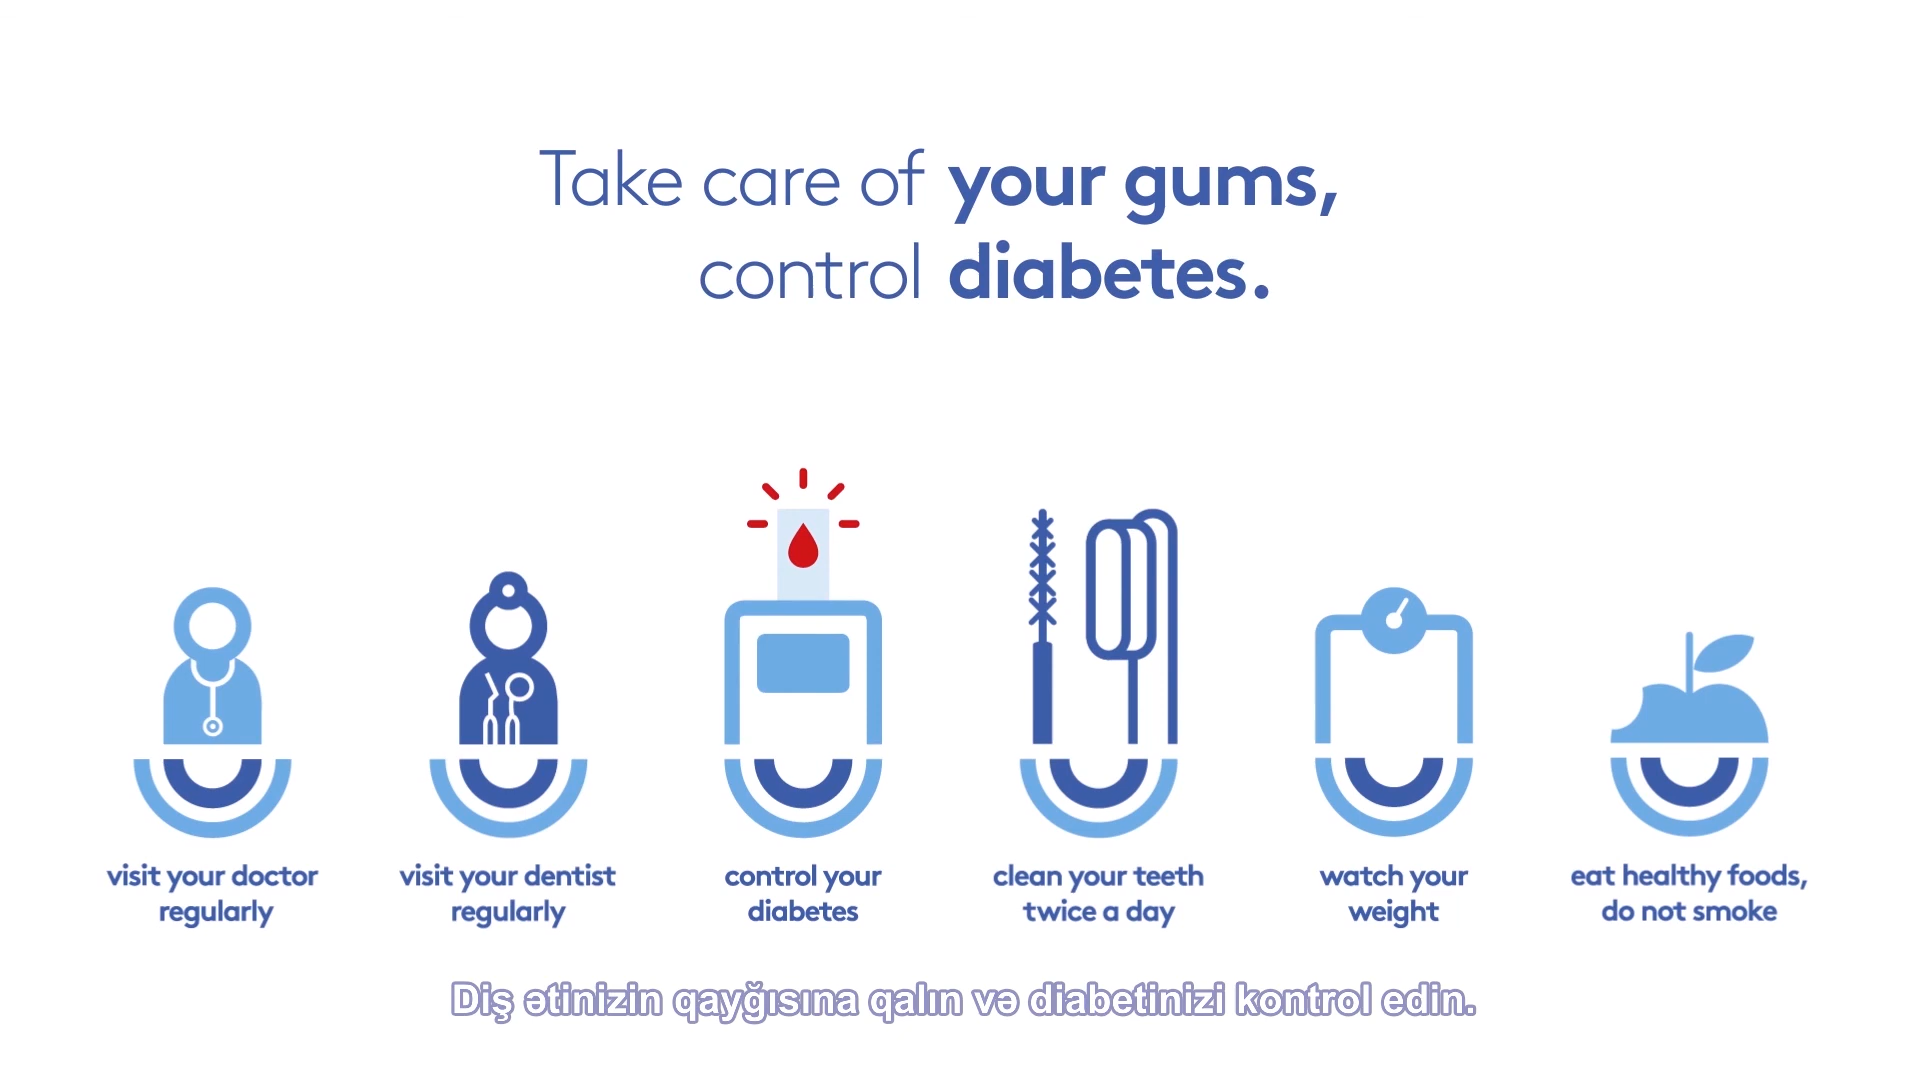 Take care of your gums,
control diabetes.
visit your doctor
regularly
visit your dentist
regularly
control your
diabetes
clean your teeth
twice a day
watch your
weight
eat healthy foods,
do not smoke
Diş ətinizin qayğısına qalın və diabetinizi kontrol edin.